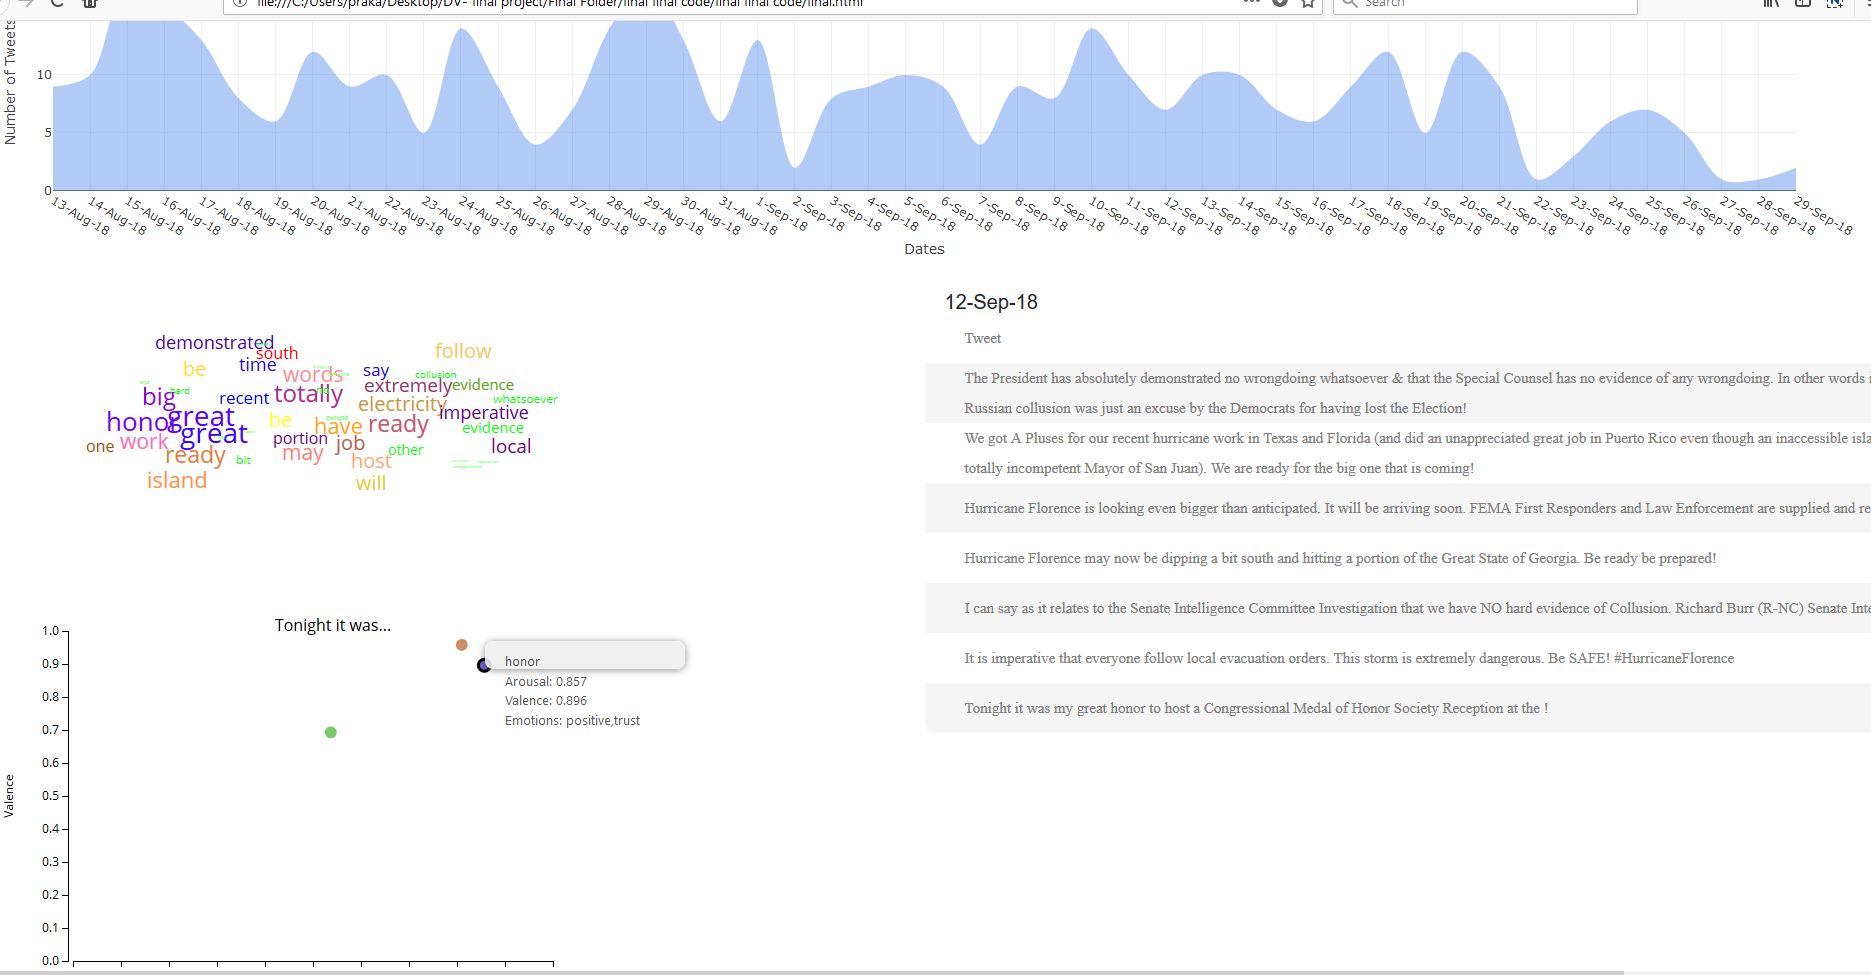 file:///C:/Users/praka/Desktop/DV- final project/Final Folder/final final code/final final code/final.html
Search
Number of Tweets
10
5
0
13-Aug-18 14-Aug-18 15-Aug-18 16-Aug-18 17-Aug-18 18-Aug-18 19-Aug-18 20-Aug-18 21-Aug-18 22-Aug-18 23-Aug-18 24-Aug-18 25-Aug-18 26-Aug-18 27-Aug-18 28-Aug-18 29-Aug-18 30-Aug-18 31-Aug-18 1-Sep-18 2-Sep-18 3-Sep-18 4-Sep-18 5-Sep-18 6-Sep-18 7-Sep-18 8-Sep-18 9-Sep-18 10-Sep-18 11-Sep-18 12-Sep-18 13-Sep-18 14-Sep-18 15-Sep-18 16-Sep-18 17-Sep-18 18-Sep-18 19-Sep-18 20-Sep-18 21-Sep-18 22-Sep-18 23-Sep-18 24-Sep-18 25-Sep-18 26-Sep-18 27-Sep-18 28-Sep-18 29-Sep-18
Dates
demonstrated
south
follow
be
time
words
say
collusion
big
hard
recent
totally
extremely
evidence
whatsoever
electricity
imperative
honor
great
be
excuse
have
ready
evidence
great
one
work
portion
job
other
local
ready
bit
may
host
island
will
12-Sep-18
Tweet
The President has absolutely demonstrated no wrongdoing whatsoever & that the Special Counsel has no evidence of any wrongdoing. In other words
Russian collusion was just an excuse by the Democrats for having lost the Election!
We got A Pluses for our recent hurricane work in Texas and Florida (and did an unappreciated great job in Puerto Rico even though an inaccessible isla
totally incompetent Mayor of San Juan). We are ready for the big one that is coming!
Hurricane Florence is looking even bigger than anticipated. It will be arriving soon. FEMA First Responders and Law Enforcement are supplied and re
Hurricane Florence may now be dipping a bit south and hitting a portion of the Great State of Georgia. Be ready be prepared!
I can say as it relates to the Senate Intelligence Committee Investigation that we have NO hard evidence of Collusion. Richard Burr (R-NC) Senate Inte
It is imperative that everyone follow local evacuation orders. This storm is extremely dangerous. Be SAFE! #HurricaneFlorence
Tonight it was my great honor to host a Congressional Medal of Honor Society Reception at the !
Tonight it was...
honor
Arousal: 0.857
Valence: 0.896
Emotions: positive,trust
Valence
1.0
0.9
0.8
0.7
0.6
0.5
0.4
0.3
0.2
0.1
0.0